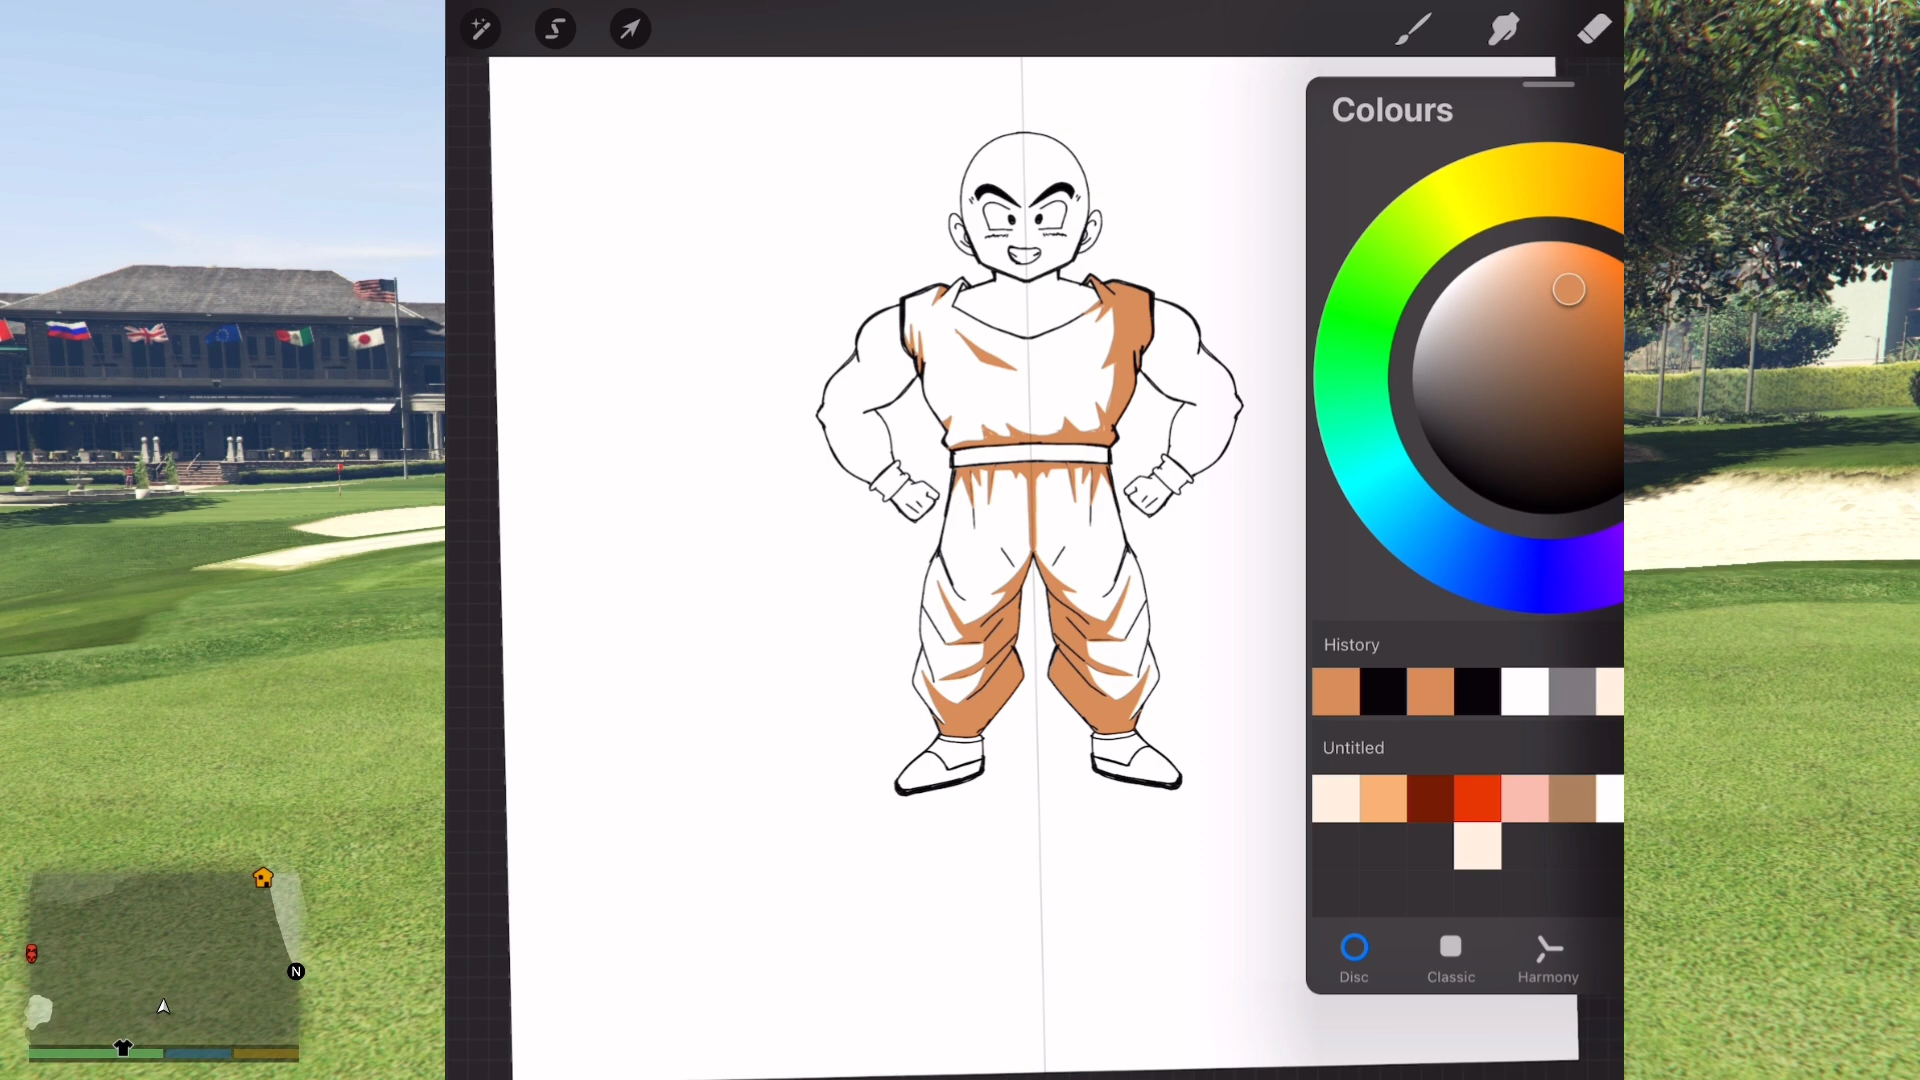 Colours
History
Untitled
Disc
Classic
Harmony
N